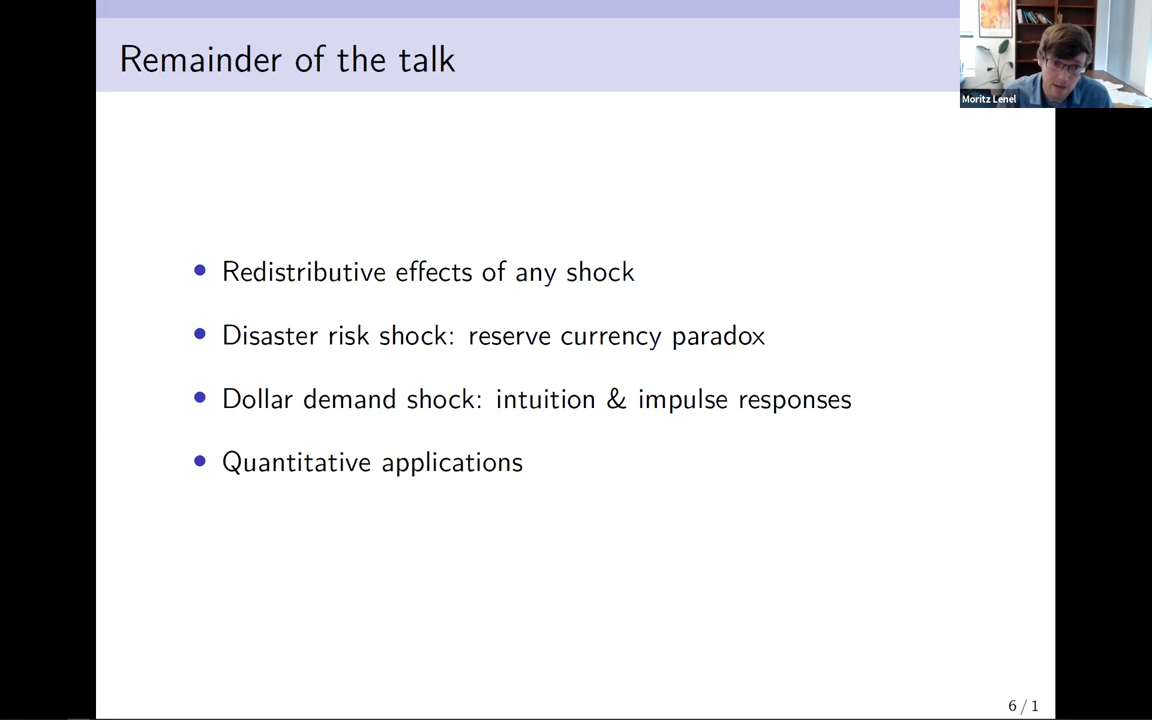 Remainder of the talk
Moritz Lenel
Redistributive effects of any shock
Disaster risk shock: reserve currency paradox
Dollar demand shock: intuition & impulse responses
Quantitative applications
6 / 1